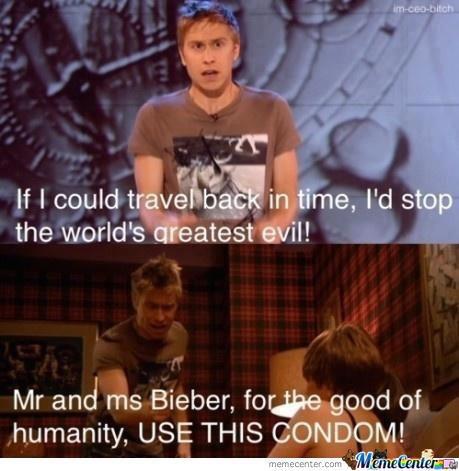 im-ceo-bitch
If I could travel back in time, I'd stop
the world's greatest evil!
Mr and ms Bieber, for the good of
humanity, USE THIS CONDOM!
memecenter.com MemeCenter